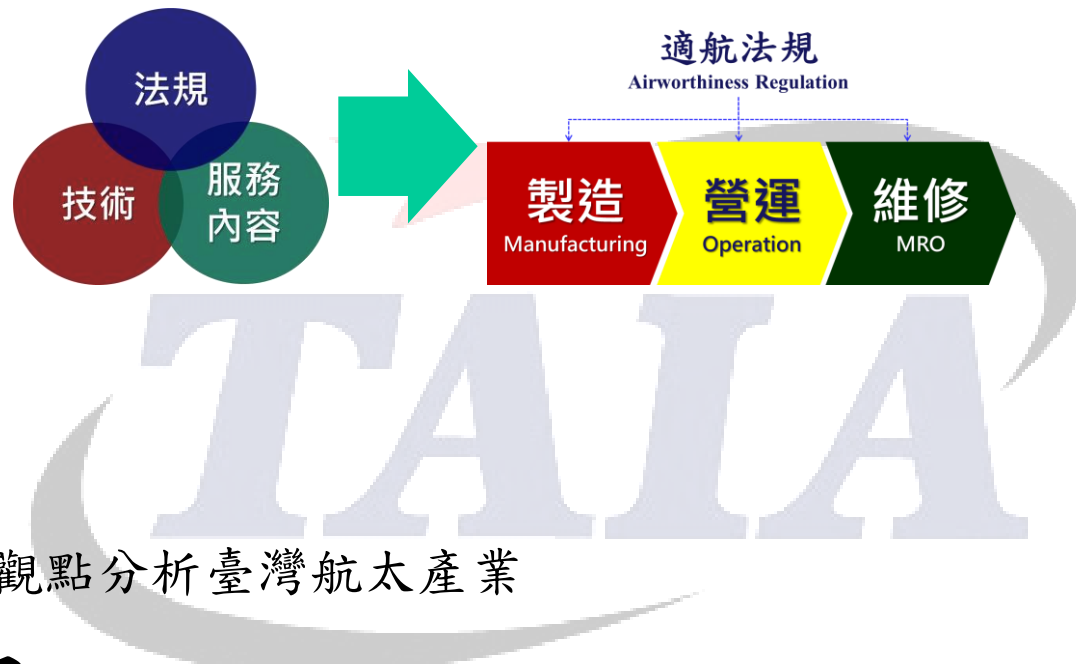 法規
技術
服務
內容
適航法規
Airworthiness Regulation
製造
Manufacturing
營運
Operation
維修
MRO
TAIA
觀點分析臺灣航太產業